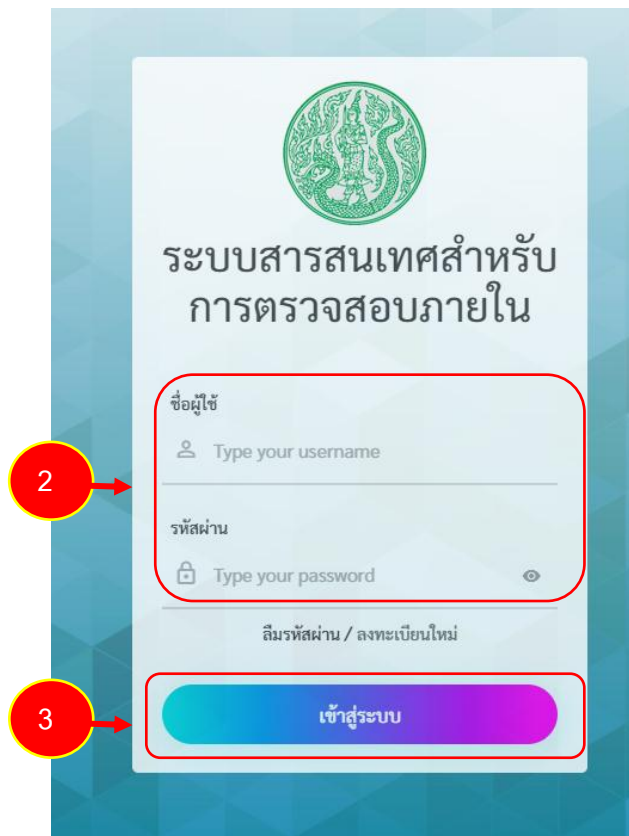 ระบบสารสนเทศสำหรับ
การตรวจสอบภายใน
ชื่อผู้ใช้
Type your username
2
รหัสผ่าน
Type your password
ลืมรหัสผ่าน / ลงทะเบียนใหม่
3
เข้าสู่ระบบ